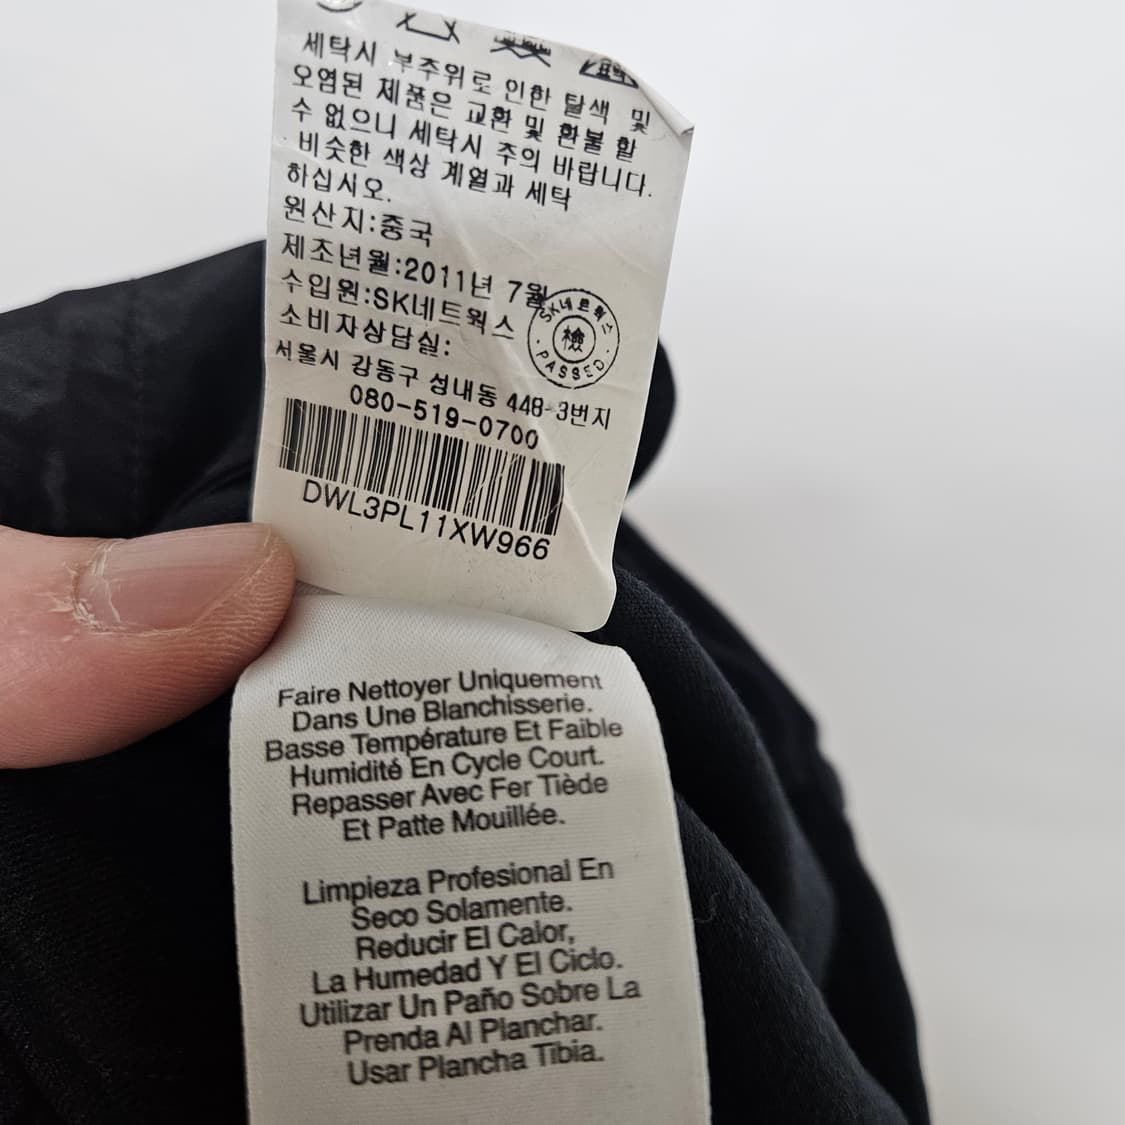 세탁시 부주위로 인한 탈색 및
오염된 제품은 교환 및 환불 할
수 없으니 세탁시 주의 바랍니다.
비슷한 색상 계열과 세탁
하십시오.
원산지:중국
제조년월:2011년 7월
수입원:SK네트웍스
SK네트웍스
檢
PASSED
소비자상담실:
서울시 강동구 성내동 448-3번지
080-519-0700
DWL3PL11XW966
Faire Nettoyer Uniquement
Dans Une Blanchisserie.
Basse Température Et Faible
Humidité En Cycle Court.
Repasser Avec Fer Tiède
Et Patte Mouillée.
Limpieza Profesional En
Seco Solamente.
Reducir El Calor,
La Humedad Y El Ciclo.
Utilizar Un Paño Sobre La
Prenda Al Planchar.
Usar Plancha Tibia.